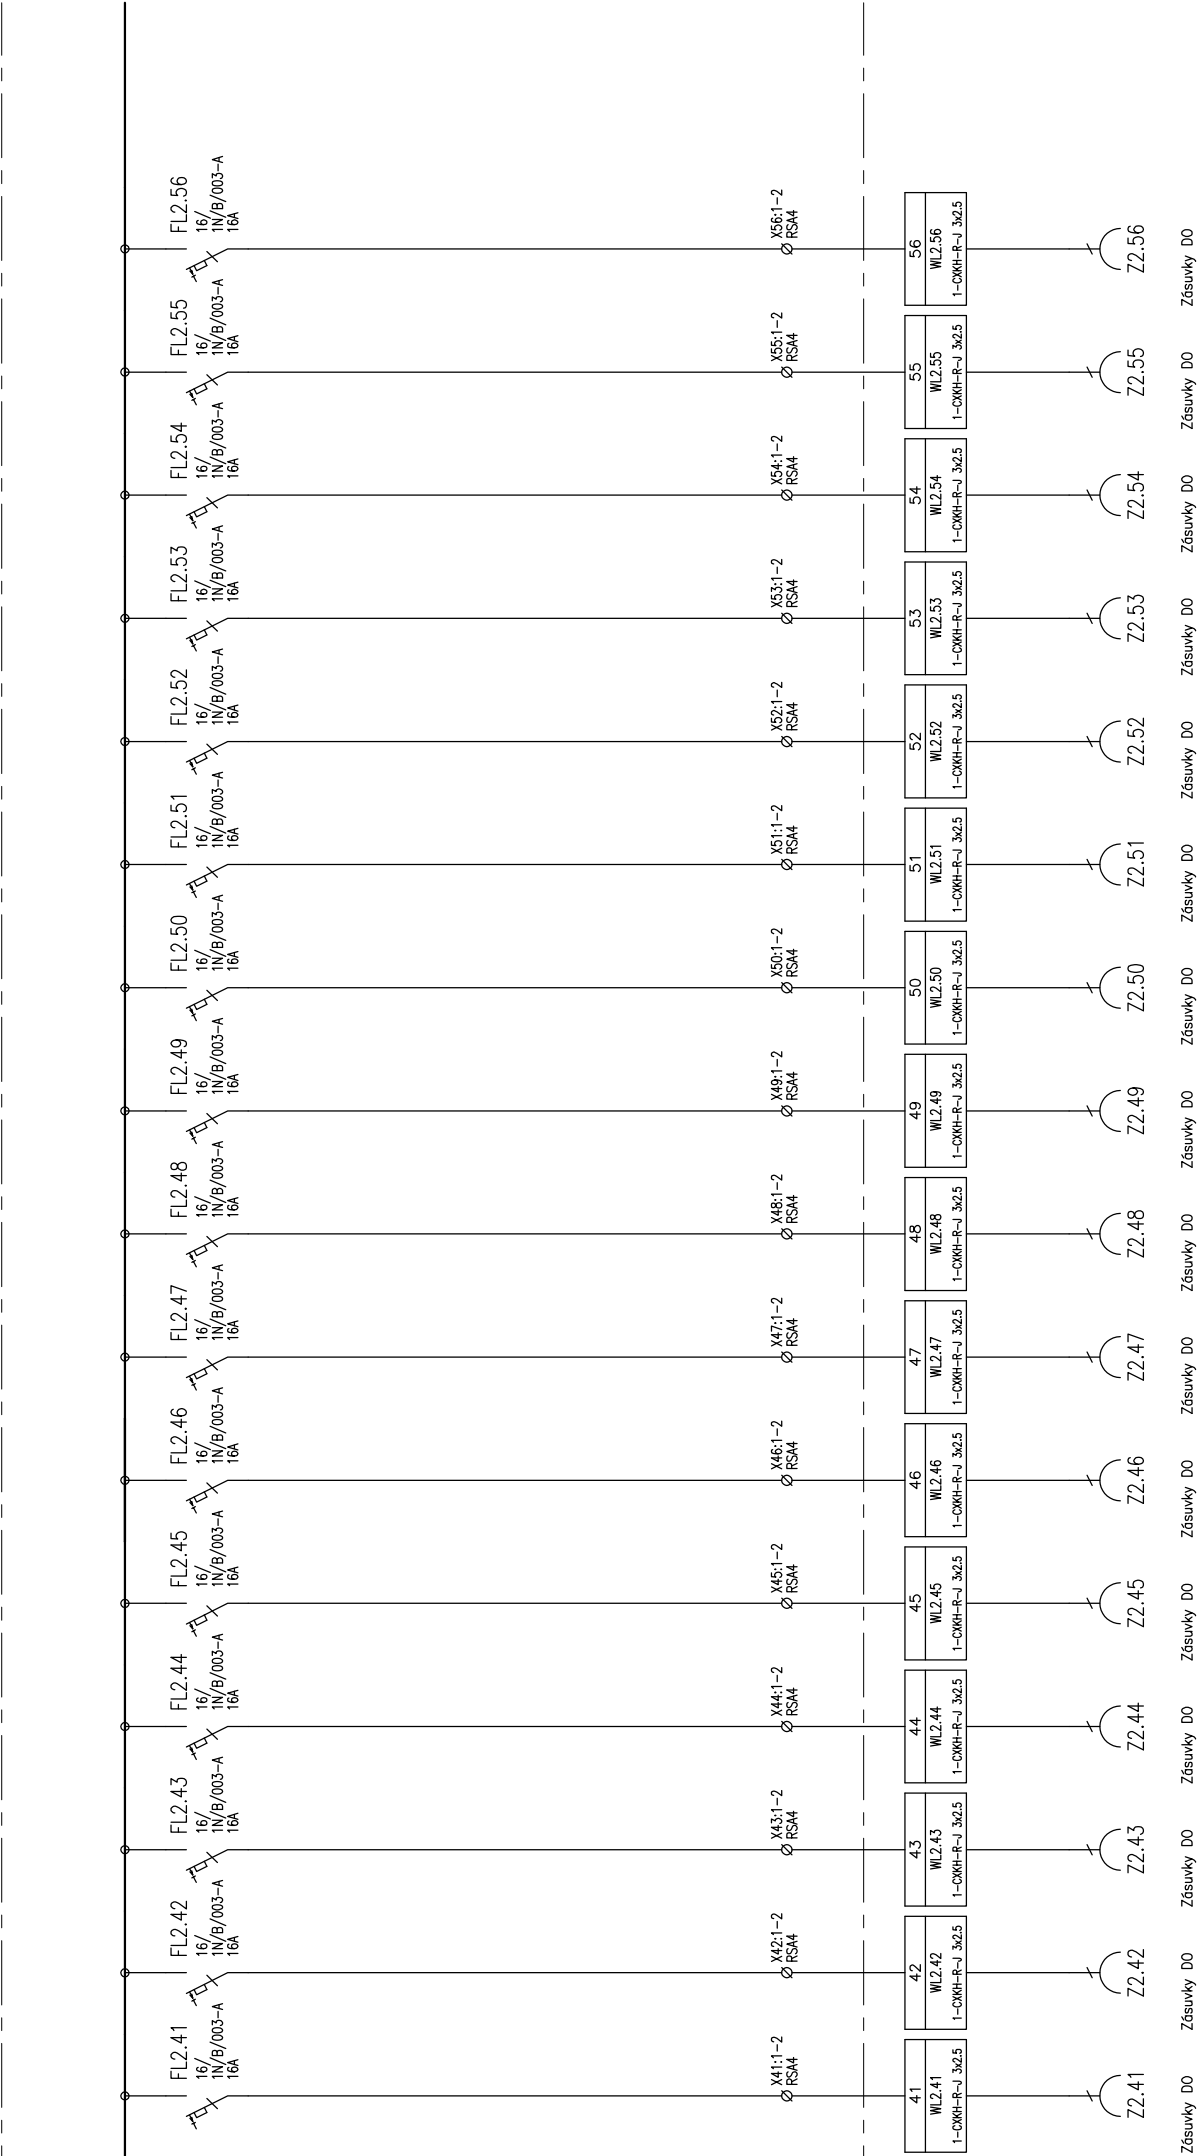 FL2.41
16/
1N/B/003-A
16A
X41:1-2
RSA4
41
WL2.41
1-CXKH-R-J 3x2.5
Z2.41
Zásuvky DO
FL2.42
16/
1N/B/003-A
16A
X42:1-2
RSA4
42
WL2.42
1-CXKH-R-J 3x2.5
Z2.42
Zásuvky DO
FL2.43
16/
1N/B/003-A
16A
X43:1-2
RSA4
43
WL2.43
1-CXKH-R-J 3x2.5
Z2.43
Zásuvky DO
FL2.44
16/
1N/B/003-A
16A
X44:1-2
RSA4
44
WL2.44
1-CXKH-R-J 3x2.5
Z2.44
Zásuvky DO
FL2.45
16/
1N/B/003-A
16A
X45:1-2
RSA4
45
WL2.45
1-CXKH-R-J 3x2.5
Z2.45
Zásuvky DO
FL2.46
16/
1N/B/003-A
16A
X46:1-2
RSA4
46
WL2.46
1-CXKH-R-J 3x2.5
Z2.46
Zásuvky DO
FL2.47
16/
1N/B/003-A
16A
X47:1-2
RSA4
47
WL2.47
1-CXKH-R-J 3x2.5
Z2.47
Zásuvky DO
FL2.48
16/
1N/B/003-A
16A
X48:1-2
RSA4
48
WL2.48
1-CXKH-R-J 3x2.5
Z2.48
Zásuvky DO
FL2.49
16/
1N/B/003-A
16A
X49:1-2
RSA4
49
WL2.49
1-CXKH-R-J 3x2.5
Z2.49
Zásuvky DO
FL2.50
16/
1N/B/003-A
16A
X50:1-2
RSA4
50
WL2.50
1-CXKH-R-J 3x2.5
Z2.50
Zásuvky DO
FL2.51
16/
1N/B/003-A
16A
X51:1-2
RSA4
51
WL2.51
1-CXKH-R-J 3x2.5
Z2.51
Zásuvky DO
FL2.52
16/
1N/B/003-A
16A
X52:1-2
RSA4
52
WL2.52
1-CXKH-R-J 3x2.5
Z2.52
Zásuvky DO
FL2.53
16/
1N/B/003-A
16A
X53:1-2
RSA4
53
WL2.53
1-CXKH-R-J 3x2.5
Z2.53
Zásuvky DO
FL2.54
16/
1N/B/003-A
16A
X54:1-2
RSA4
54
WL2.54
1-CXKH-R-J 3x2.5
Z2.54
Zásuvky DO
FL2.55
16/
1N/B/003-A
16A
X55:1-2
RSA4
55
WL2.55
1-CXKH-R-J 3x2.5
Z2.55
Zásuvky DO
FL2.56
16/
1N/B/003-A
16A
X56:1-2
RSA4
56
WL2.56
1-CXKH-R-J 3x2.5
Z2.56
Zásuvky DO